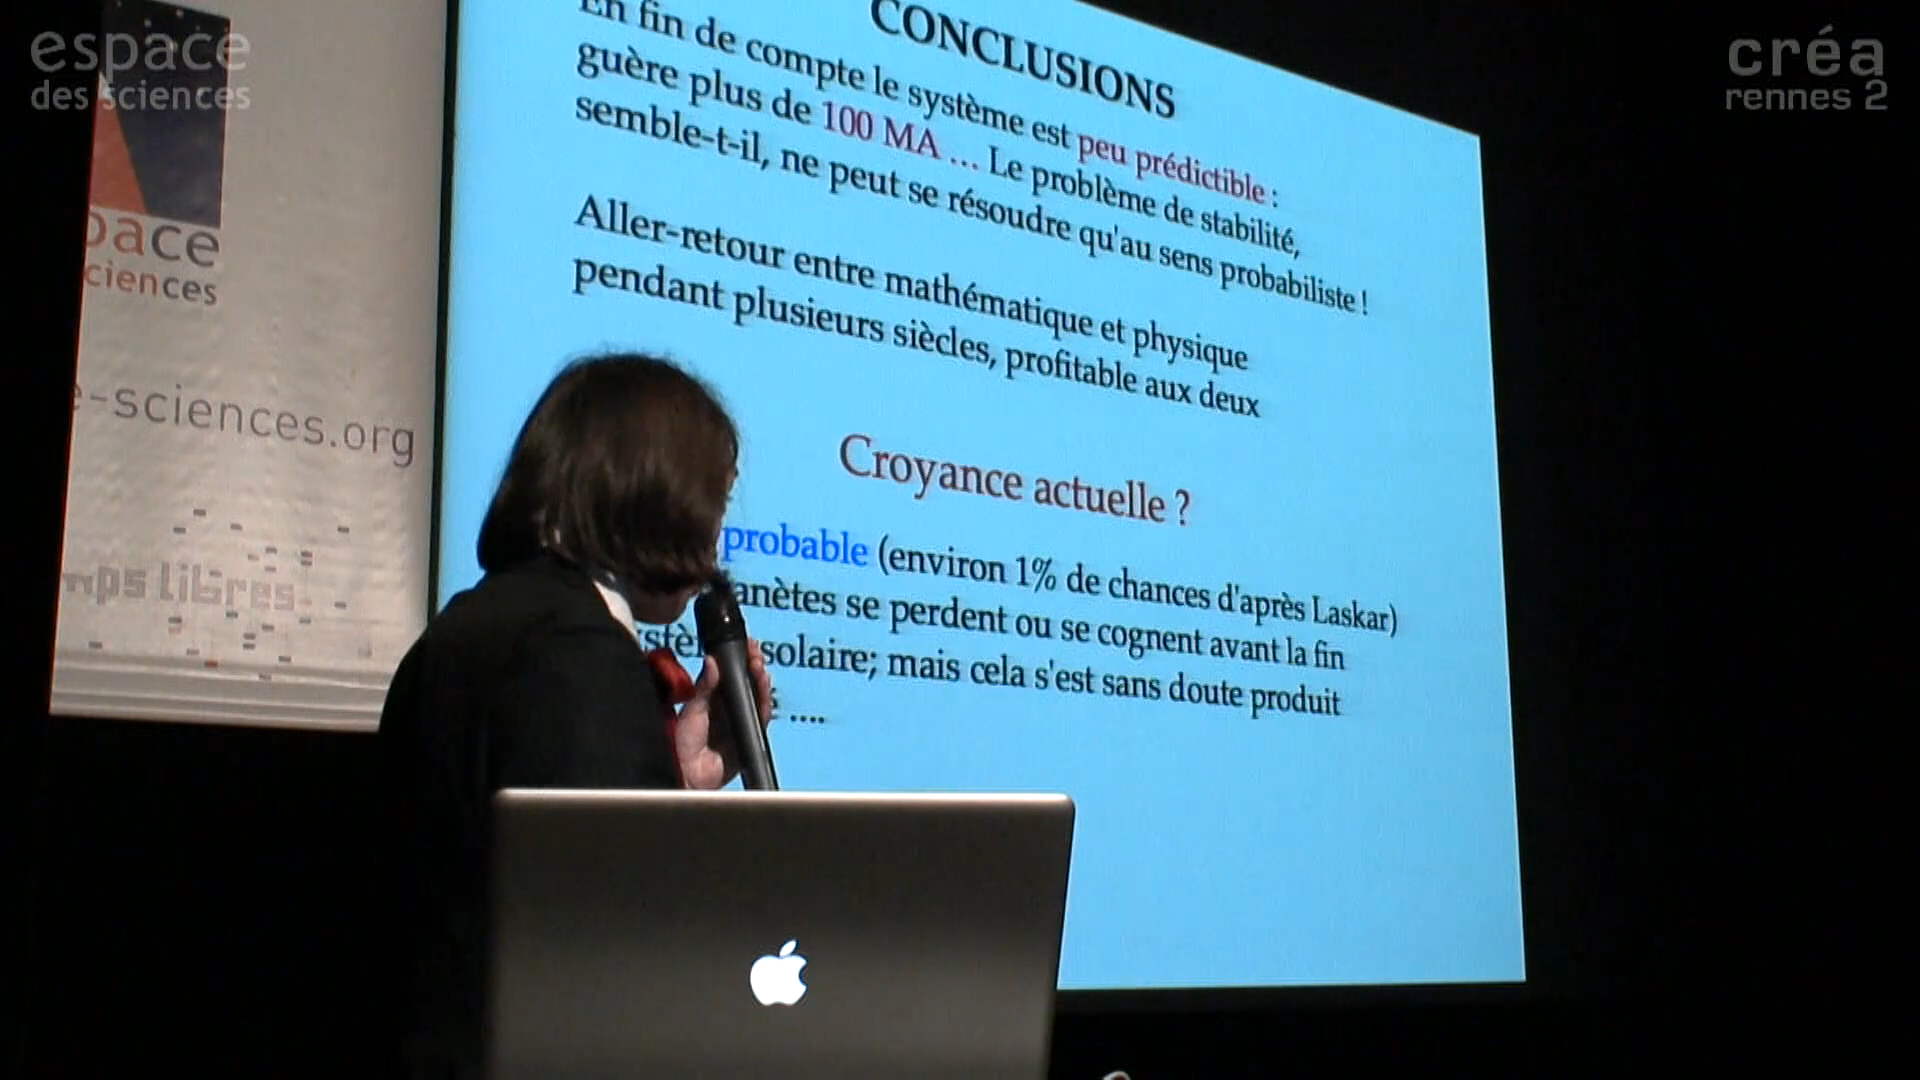 espace
des sciences
créa
rennes 2
pace
ciences
e-sciences.org
mps libres
CONCLUSIONS
En fin de compte le système est peu prédictible :
guère plus de 100 MA ... Le problème de stabilité,
semble-t-il, ne peut se résoudre qu'au sens probabiliste !
Aller-retour entre mathématique et physique
pendant plusieurs siècles, profitable aux deux
Croyance actuelle ?
probable (environ 1% de chances d'après Laskar)
anètes se perdent ou se cognent avant la fin
solaire; mais cela s'est sans doute produit
....